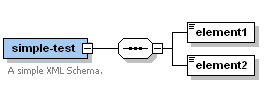 element1
simple-test
element2
A simple XML Schema.